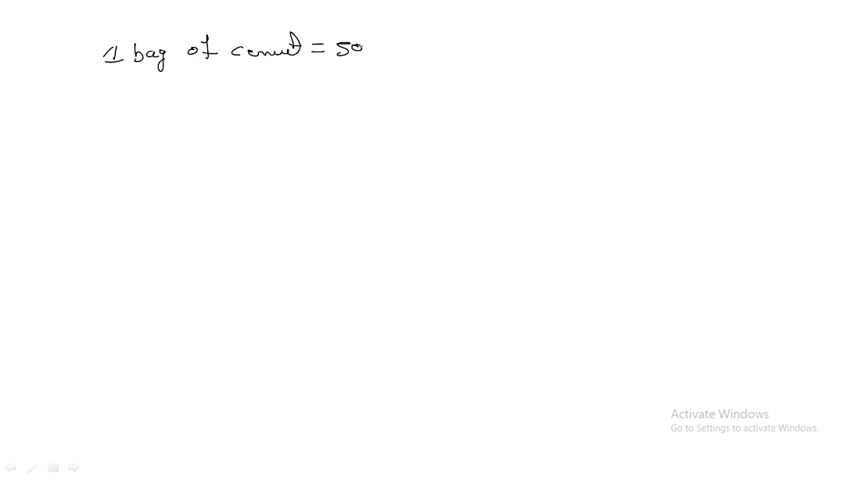 1 bag of cement = 50
Activate Windows
Go to Settings to activate Windows.